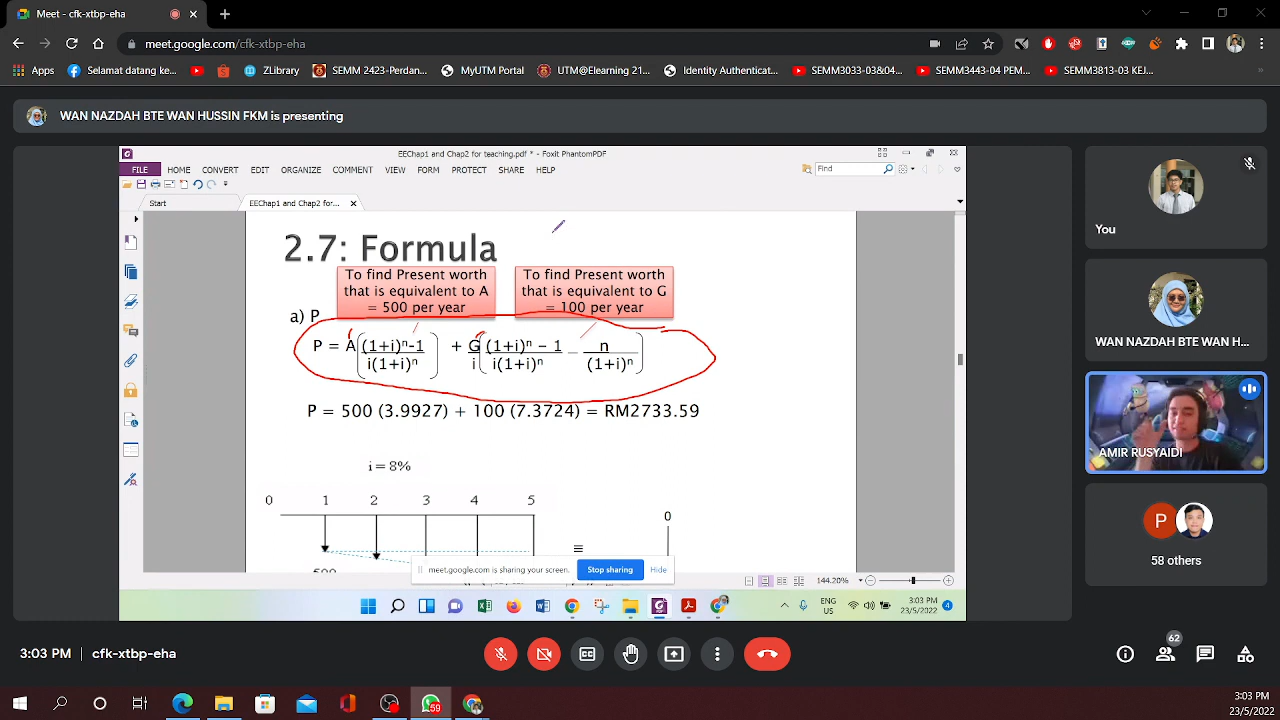 Meet - cfk-xtbp-eha
meet.google.com/cfk-xtbp-eha
Apps
Selamat datang ke...
ZLibrary
SEMM 2423-Perdan...
MyUTM Portal
UTM@Elearning 21...
Identity Authenticat...
SEMM3033-038:04...
SEMM3443-04 PEM...
SEMM3813-03 KEJ...
WAN NAZDAH BTE WAN HUSSIN FKM is presenting
EEChap1 and Chap2 for teaching.pdf * - Foxit PhantomPDF
FILE HOME CONVERT EDIT ORGANIZE COMMENT VIEW FORM PROTECT SHARE HELP
Find
Start
EEChap1 and Chap2 for...
2.7: Formula
To find Present worth
that is equivalent to A
= 500 per year
To find Present worth
that is equivalent to G
= 100 per year
a) P
P = A (1+i)ⁿ-1 + G (1+i)ⁿ – 1 – n
i(1+i)ⁿ i i(1+i)ⁿ (1+i)ⁿ
P = 500 (3.9927) + 100 (7.3724) = RM2733.59
i = 8%
0 1 2 3 4 5
0
≡
meet.google.com is sharing your screen.
Stop sharing
Hide
144.20%
ENG
US
3:03 PM
23/5/2022
4
You
WAN NAZDAH BTE WAN H...
AMIR RUSYAIDI
P
58 others
3:03 PM | cfk-xtbp-eha
62
59
3:03 PM
23/5/2022